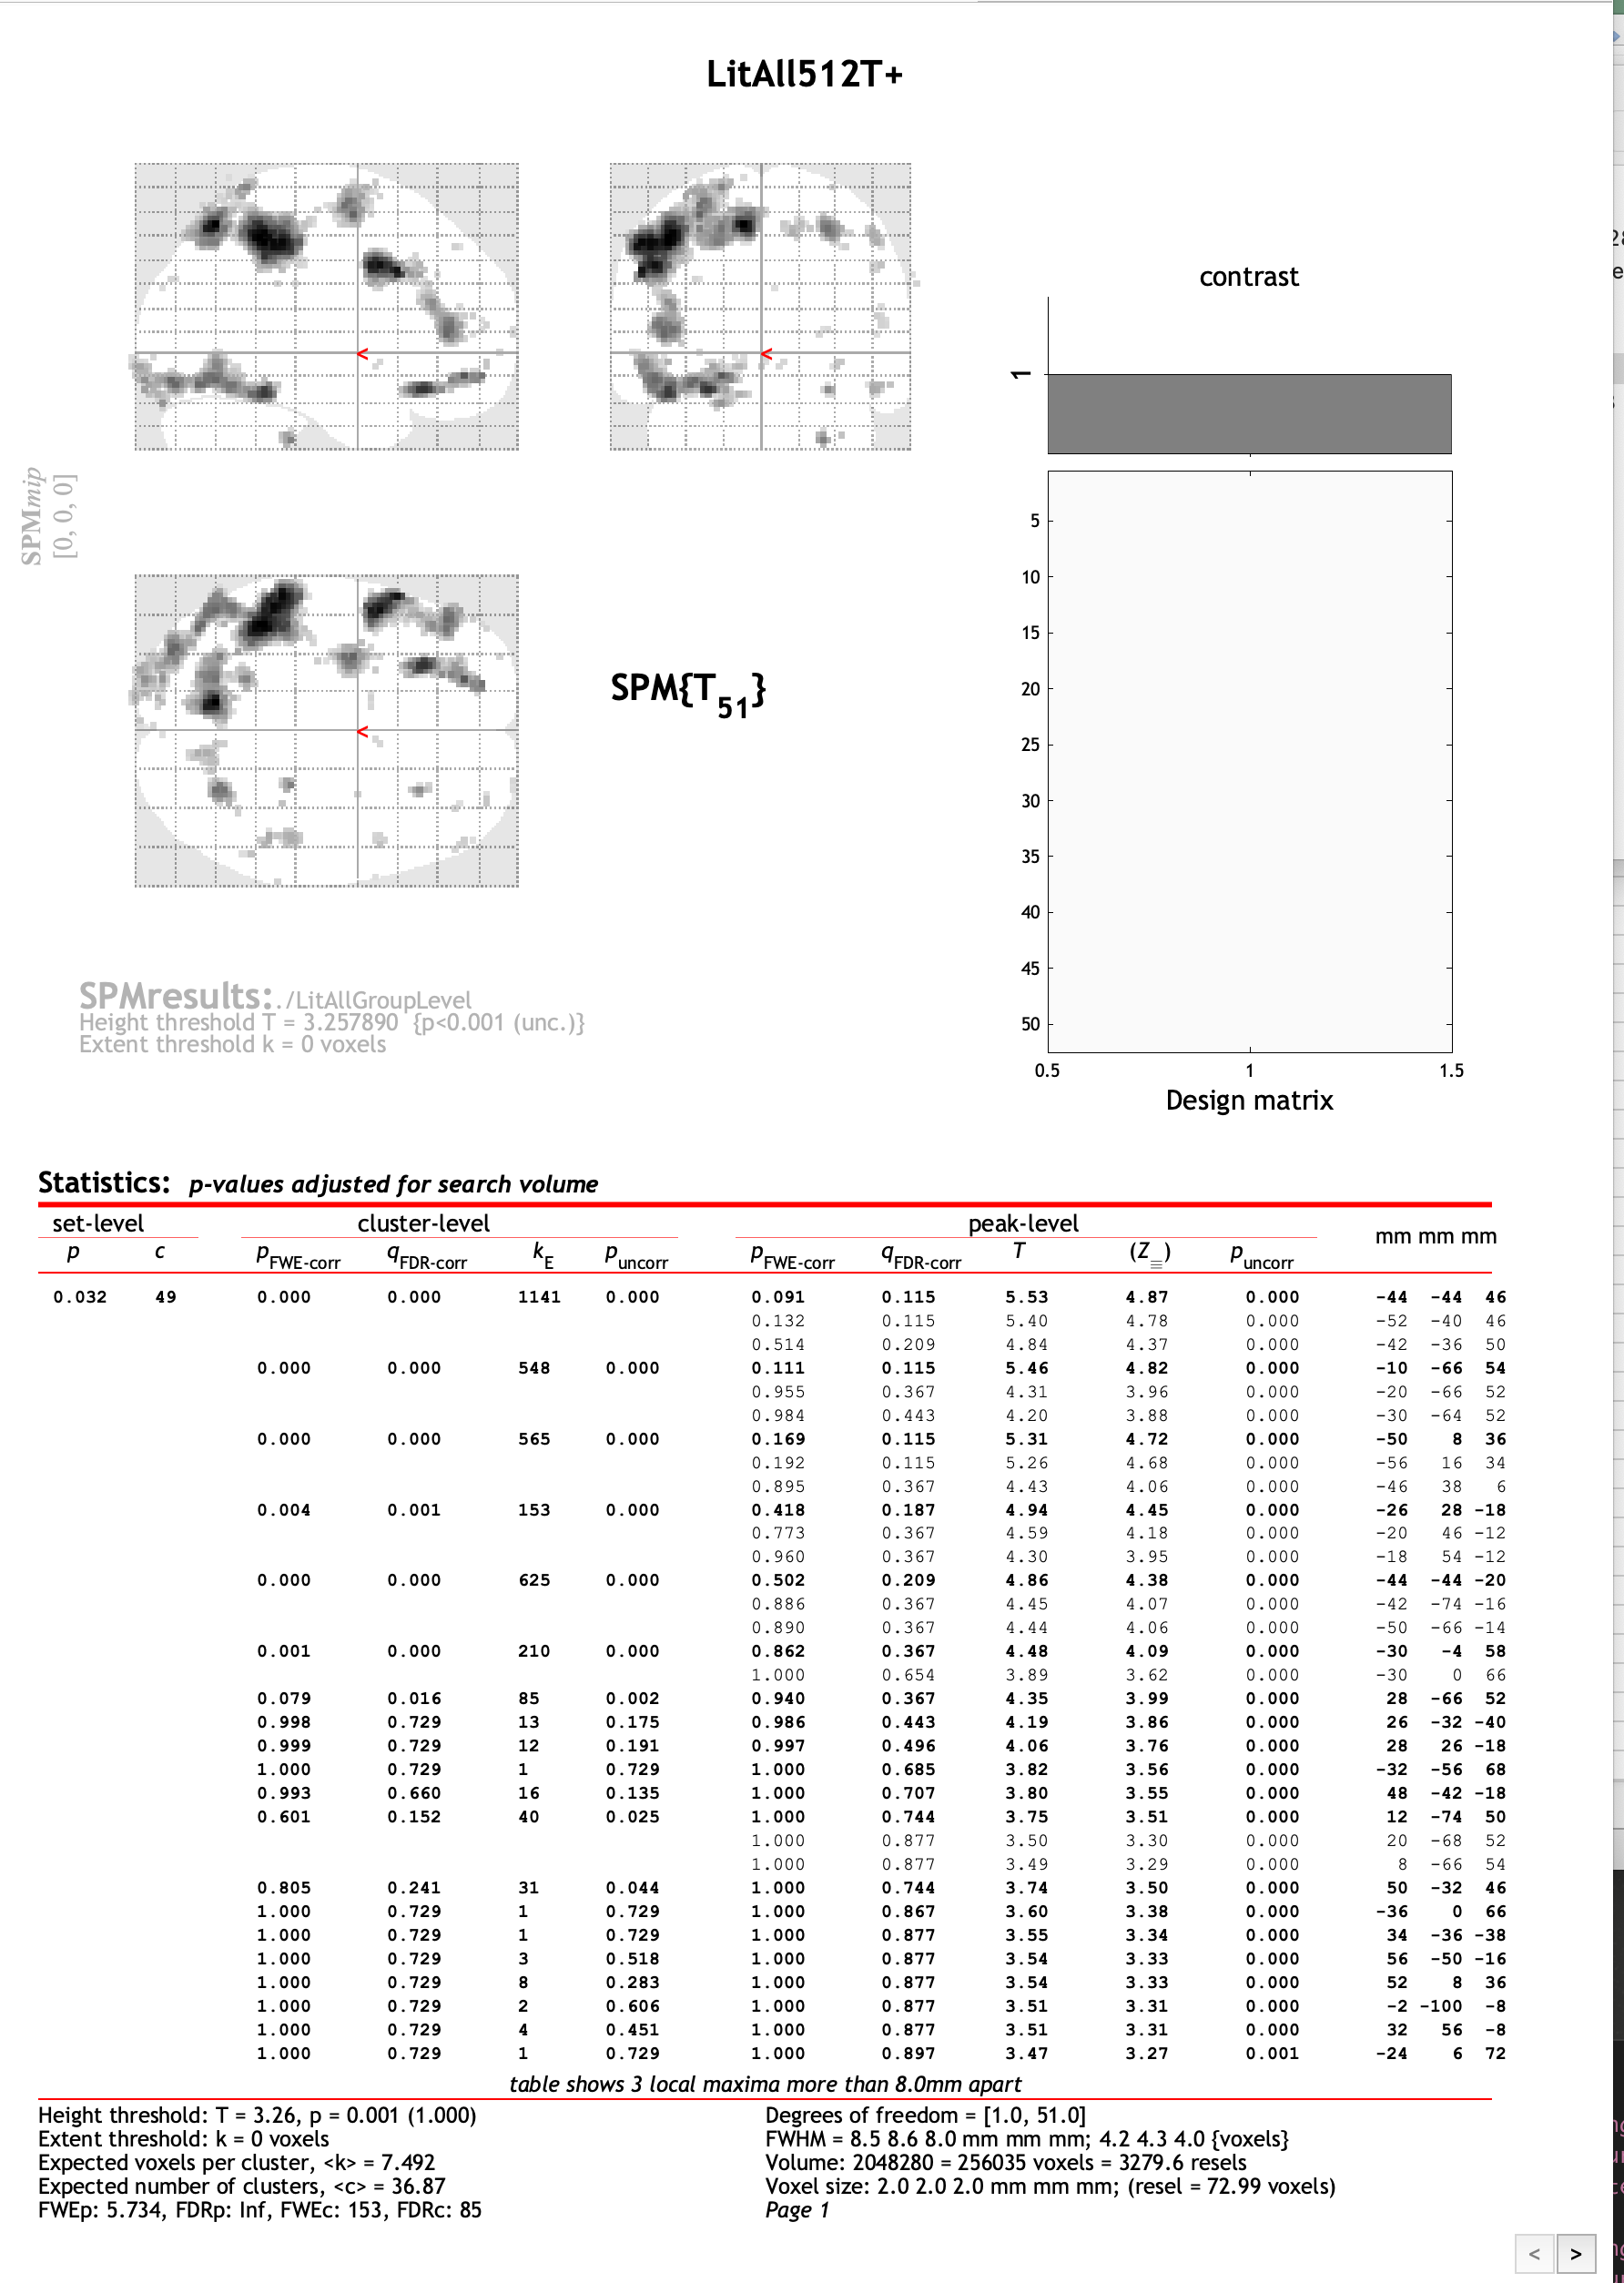 LitAll512T+
SPMmip
[0, 0, 0]
<
<
<
SPM{T51}
contrast
1
5
10
15
20
25
30
35
40
45
50
0.5 1 1.5
Design matrix
SPMresults: ./LitAllGroupLevel
Height threshold T = 3.257890 {p<0.001 (unc.)}
Extent threshold k = 0 voxels
Statistics: p-values adjusted for search volume
set-level cluster-level peak-level mm mm mm
p c pFWE-corr qFDR-corr kE puncorr pFWE-corr qFDR-corr T (Z≡) puncorr
0.032 49 0.000 0.000 1141 0.000 0.091 0.115 5.53 4.87 0.000 -44 -44 46
0.132 0.115 5.40 4.78 0.000 -52 -40 46
0.514 0.209 4.84 4.37 0.000 -42 -36 50
0.000 0.000 548 0.000 0.111 0.115 5.46 4.82 0.000 -10 -66 54
0.955 0.367 4.31 3.96 0.000 -20 -66 52
0.984 0.443 4.20 3.88 0.000 -30 -64 52
0.000 0.000 565 0.000 0.169 0.115 5.31 4.72 0.000 -50 8 36
0.192 0.115 5.26 4.68 0.000 -56 16 34
0.895 0.367 4.43 4.06 0.000 -46 38 6
0.004 0.001 153 0.000 0.418 0.187 4.94 4.45 0.000 -26 28 -18
0.773 0.367 4.59 4.18 0.000 -20 46 -12
0.960 0.367 4.30 3.95 0.000 -18 54 -12
0.000 0.000 625 0.000 0.502 0.209 4.86 4.38 0.000 -44 -44 -20
0.886 0.367 4.45 4.07 0.000 -42 -74 -16
0.890 0.367 4.44 4.06 0.000 -50 -66 -14
0.001 0.000 210 0.000 0.862 0.367 4.48 4.09 0.000 -30 -4 58
1.000 0.654 3.89 3.62 0.000 -30 0 66
0.079 0.016 85 0.002 0.940 0.367 4.35 3.99 0.000 28 -66 52
0.998 0.729 13 0.175 0.986 0.443 4.19 3.86 0.000 26 -32 -40
0.999 0.729 12 0.191 0.997 0.496 4.06 3.76 0.000 28 26 -18
1.000 0.729 1 0.729 1.000 0.685 3.82 3.56 0.000 -32 -56 68
0.993 0.660 16 0.135 1.000 0.707 3.80 3.55 0.000 48 -42 -18
0.601 0.152 40 0.025 1.000 0.744 3.75 3.51 0.000 12 -74 50
1.000 0.877 3.50 3.30 0.000 20 -68 52
1.000 0.877 3.49 3.29 0.000 8 -66 54
0.805 0.241 31 0.044 1.000 0.744 3.74 3.50 0.000 50 -32 46
1.000 0.729 1 0.729 1.000 0.867 3.60 3.38 0.000 -36 0 66
1.000 0.729 1 0.729 1.000 0.877 3.55 3.34 0.000 34 -36 -38
1.000 0.729 3 0.518 1.000 0.877 3.54 3.33 0.000 56 -50 -16
1.000 0.729 8 0.283 1.000 0.877 3.54 3.33 0.000 52 8 36
1.000 0.729 2 0.606 1.000 0.877 3.51 3.31 0.000 -2 -100 -8
1.000 0.729 4 0.451 1.000 0.877 3.51 3.31 0.000 32 56 -8
1.000 0.729 1 0.729 1.000 0.897 3.47 3.27 0.001 -24 6 72
table shows 3 local maxima more than 8.0mm apart
Height threshold: T = 3.26, p = 0.001 (1.000)
Extent threshold: k = 0 voxels
Expected voxels per cluster, <k> = 7.492
Expected number of clusters, <c> = 36.87
FWEp: 5.734, FDRp: Inf, FWEc: 153, FDRc: 85
Degrees of freedom = [1.0, 51.0]
FWHM = 8.5 8.6 8.0 mm mm mm; 4.2 4.3 4.0 {voxels}
Volume: 2048280 = 256035 voxels = 3279.6 resels
Voxel size: 2.0 2.0 2.0 mm mm mm; (resel = 72.99 voxels)
Page 1
< >